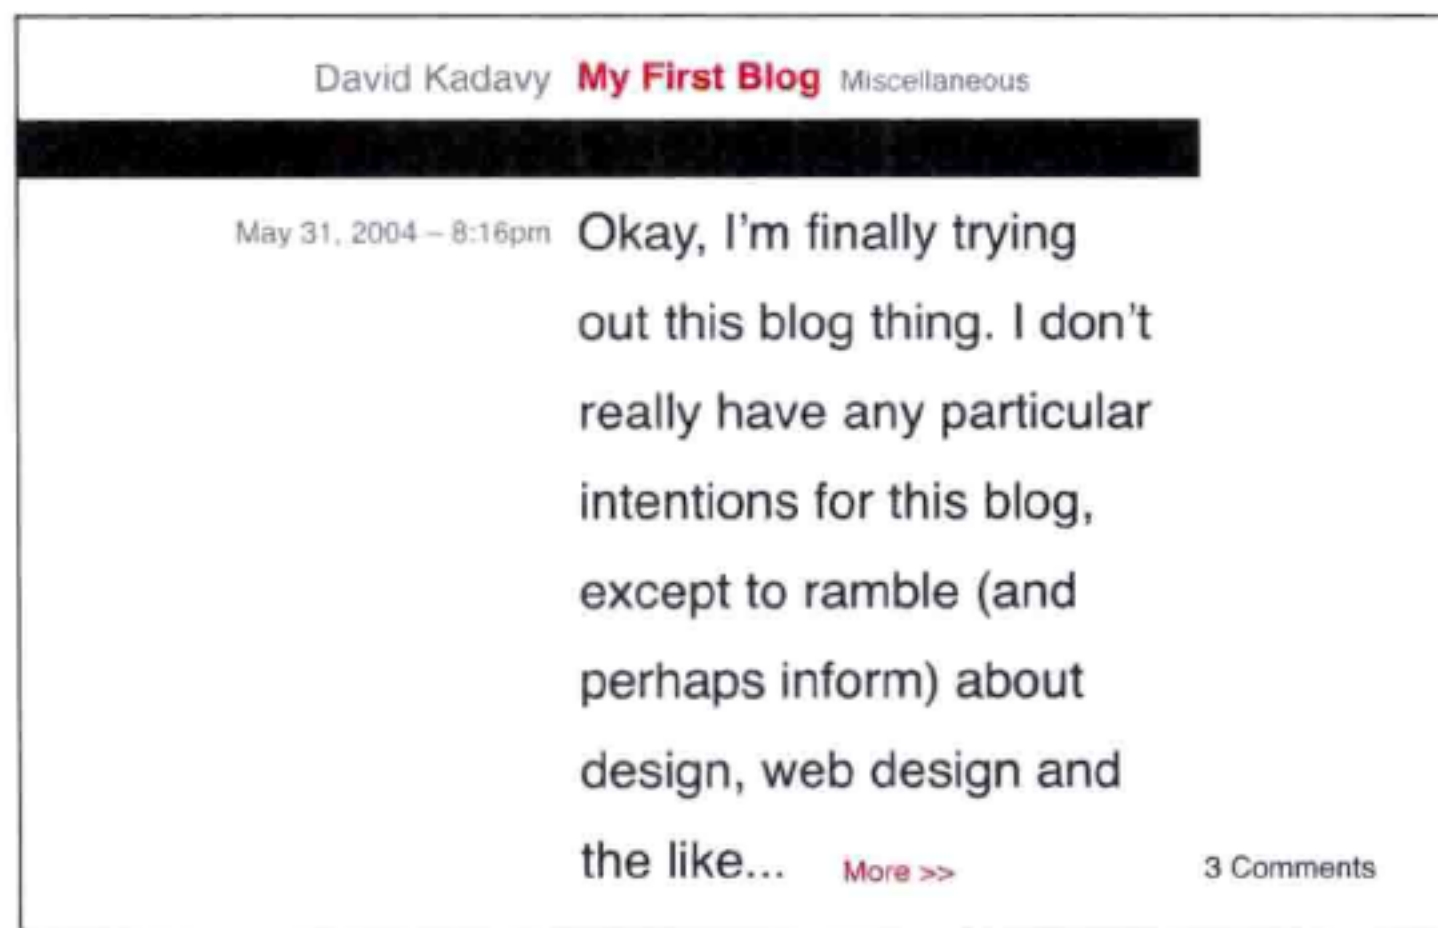 David Kadavy My First Blog Miscellaneous
May 31, 2004 – 8:16pm Okay, I'm finally trying
out this blog thing. I don't
really have any particular
intentions for this blog,
except to ramble (and
perhaps inform) about
design, web design and
the like... More >> 3 Comments